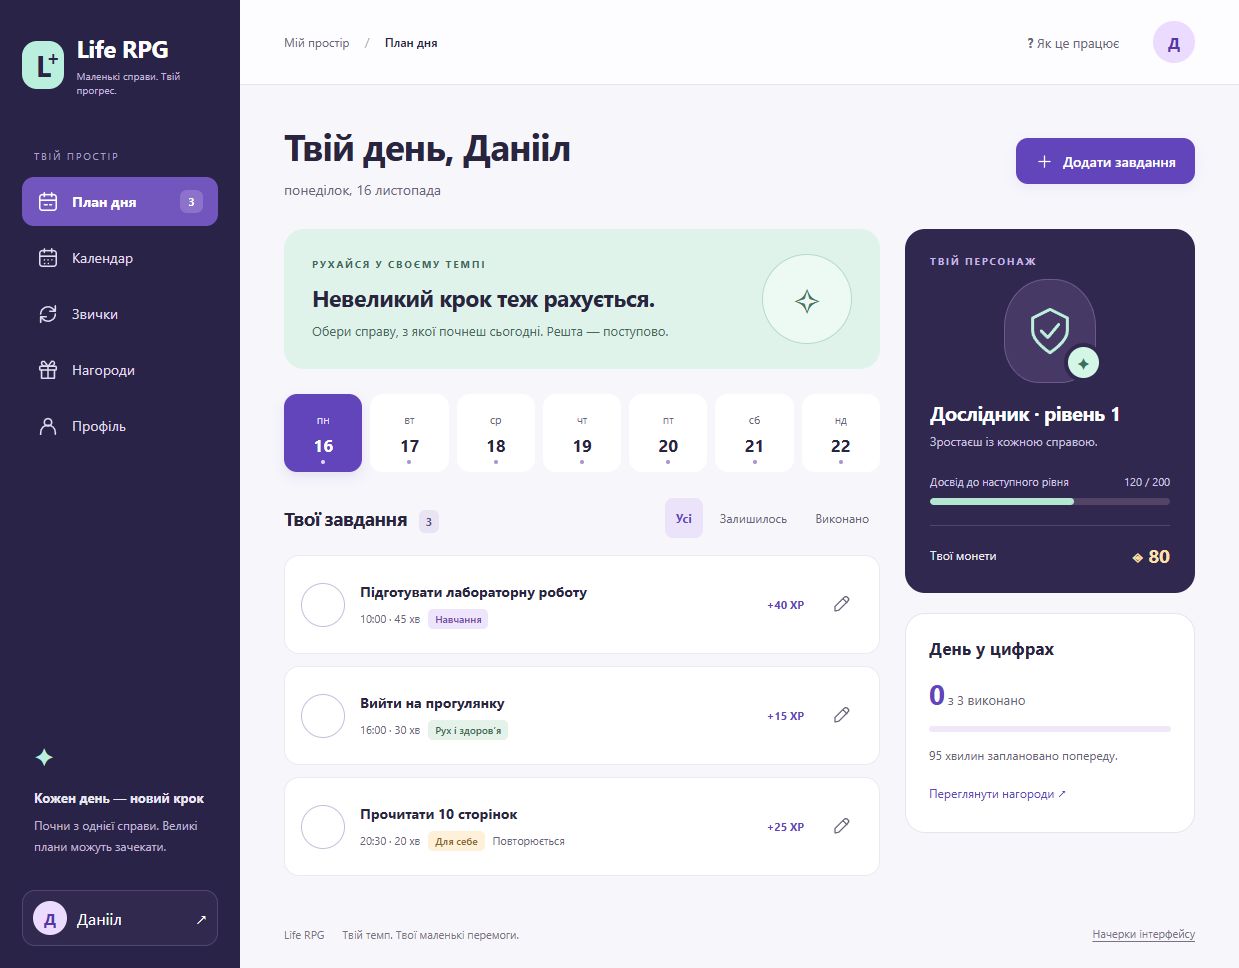 L+
Life RPG
Маленькі справи. Твій
прогрес.
ТВІЙ ПРОСТІР
План дня 3
Календар
Звички
Нагороди
Профіль
Кожен день — новий крок
Почни з однієї справи. Великі
плани можуть зачекати.
Д Данііл ↗
Мій простір / План дня
? Як це працює Д
Твій день, Данііл
понеділок, 16 листопада
+ Додати завдання
РУХАЙСЯ У СВОЄМУ ТЕМПІ
Невеликий крок теж рахується.
Обери справу, з якої почнеш сьогодні. Решта — поступово.
пн вт ср чт пт сб нд
16 17 18 19 20 21 22
Твої завдання 3 Усі Залишилось Виконано
Підготувати лабораторну роботу
10:00 · 45 хв Навчання
+40 XP
Вийти на прогулянку
16:00 · 30 хв Рух і здоров'я
+15 XP
Прочитати 10 сторінок
20:30 · 20 хв Для себе Повторюється
+25 XP
ТВІЙ ПЕРСОНАЖ
Дослідник · рівень 1
Зростаєш із кожною справою.
Досвід до наступного рівня 120 / 200
Твої монети 80
День у цифрах
0 з 3 виконано
95 хвилин заплановано попереду.
Переглянути нагороди ↗
Life RPG Твій темп. Твої маленькі перемоги.
Начерки інтерфейсу